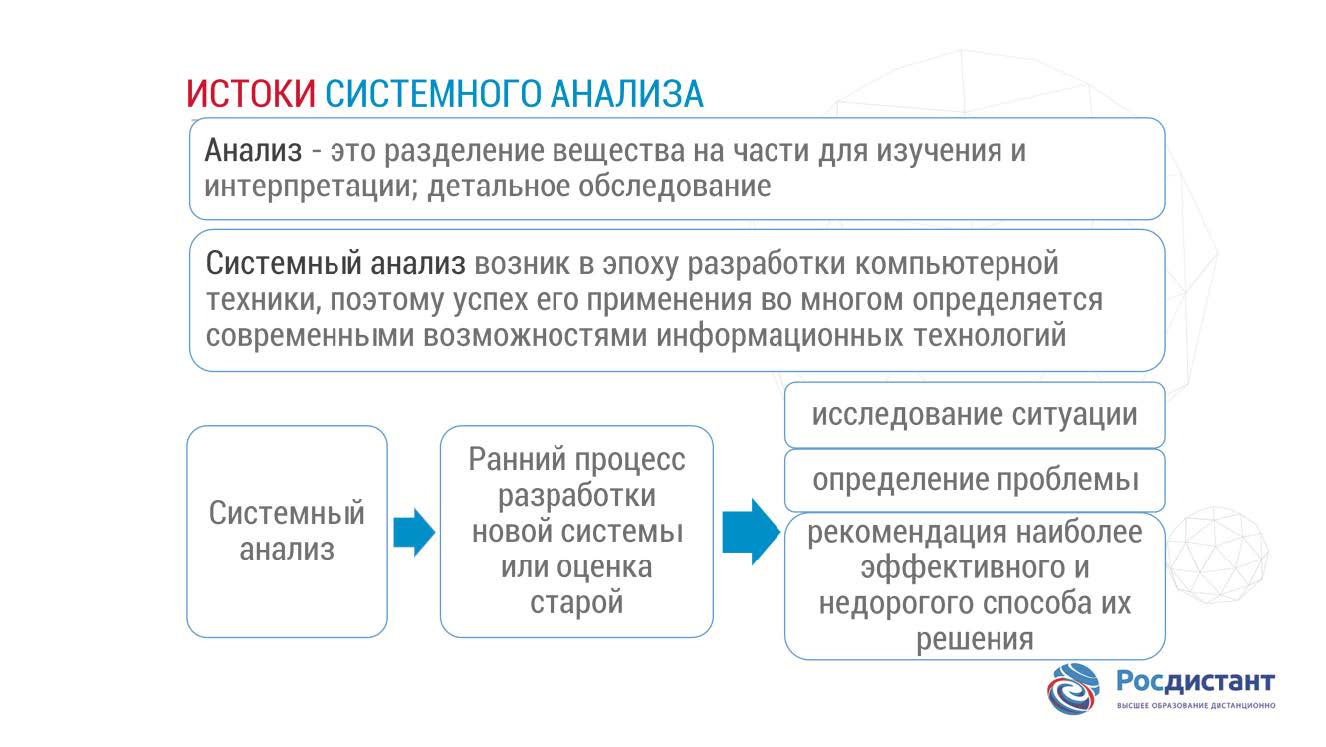 ИСТОКИ СИСТЕМНОГО АНАЛИЗА
Анализ - это разделение вещества на части для изучения и
интерпретации; детальное обследование
Системный анализ возник в эпоху разработки компьютерной
техники, поэтому успех его применения во многом определяется
современными возможностями информационных технологий
Системный
анализ
Ранний процесс
разработки
новой системы
или оценка
старой
исследование ситуации
определение проблемы
рекомендация наиболее
эффективного и
недорогого способа их
решения
Росдистант
ВЫСШЕЕ ОБРАЗОВАНИЕ ДИСТАНЦИОННО